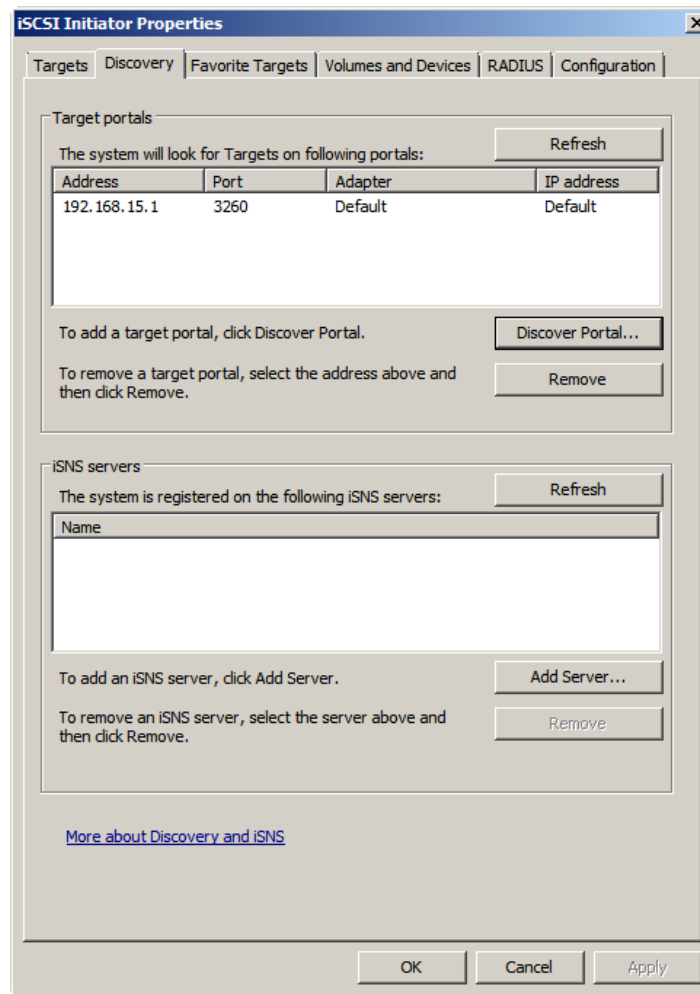 iSCSI Initiator Properties
Targets Discovery Favorite Targets Volumes and Devices RADIUS Configuration
Target portals
The system will look for Targets on following portals:
Refresh
Address Port Adapter IP address
192.168.15.1 3260 Default Default
To add a target portal, click Discover Portal.
Discover Portal...
To remove a target portal, select the address above and
then click Remove.
Remove
iSNS servers
The system is registered on the following iSNS servers:
Refresh
Name
To add an iSNS server, click Add Server.
Add Server...
To remove an iSNS server, select the server above and
then click Remove.
Remove
More about Discovery and iSNS
OK Cancel Apply